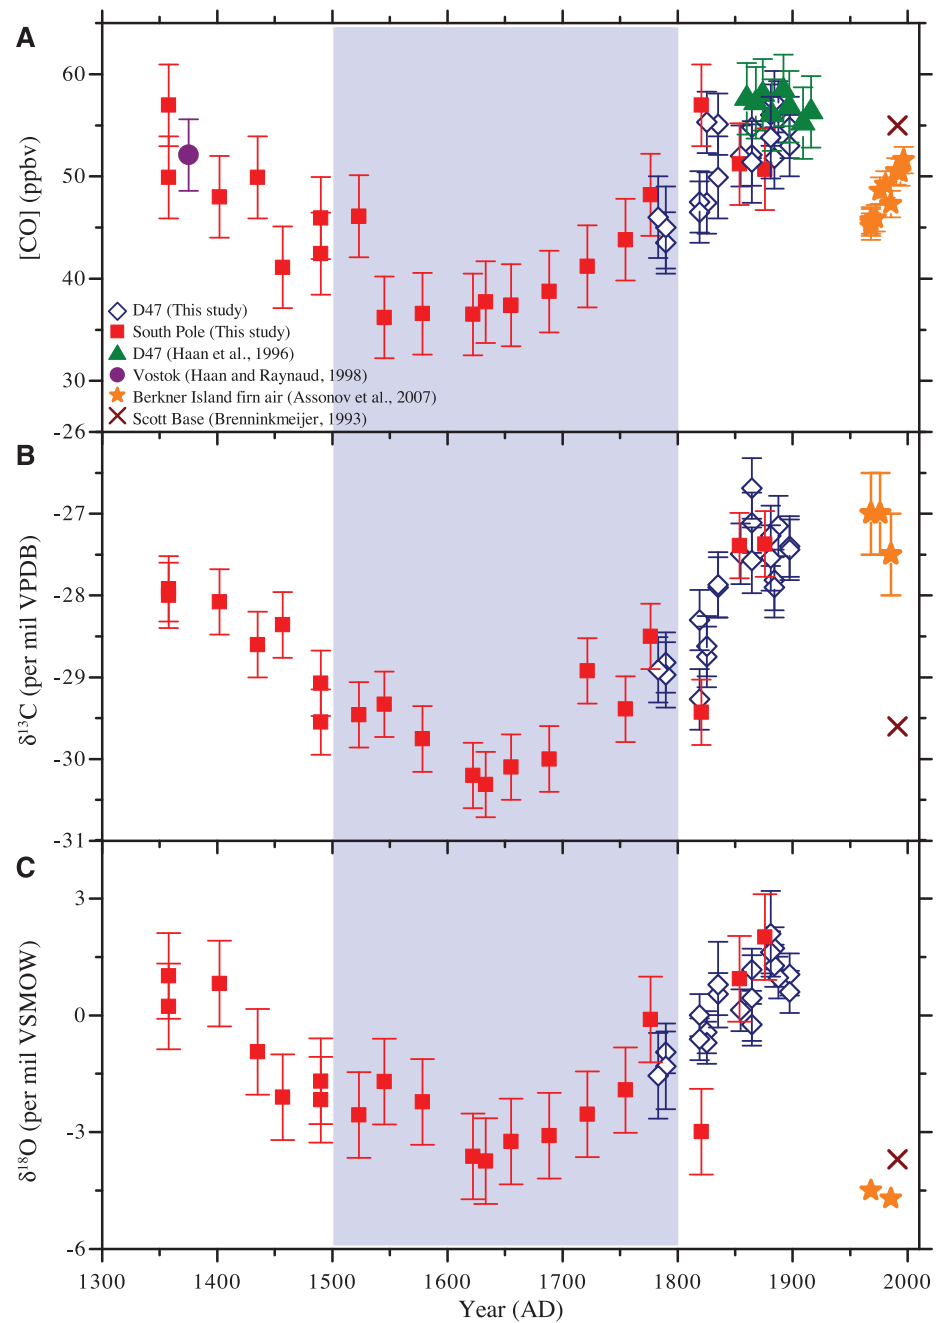 A
60
50
40
30
[CO] (ppbv)
D47 (This study)
South Pole (This study)
D47 (Haan et al., 1996)
Vostok (Haan and Raynaud, 1998)
Berkner Island firn air (Assonov et al., 2007)
Scott Base (Brenninkmeijer, 1993)
B
-26
-27
-28
-29
-30
-31
δ¹³C (per mil VPDB)
C
3
0
-3
-6
δ¹⁸O (per mil VSMOW)
1300 1400 1500 1600 1700 1800 1900 2000
Year (AD)